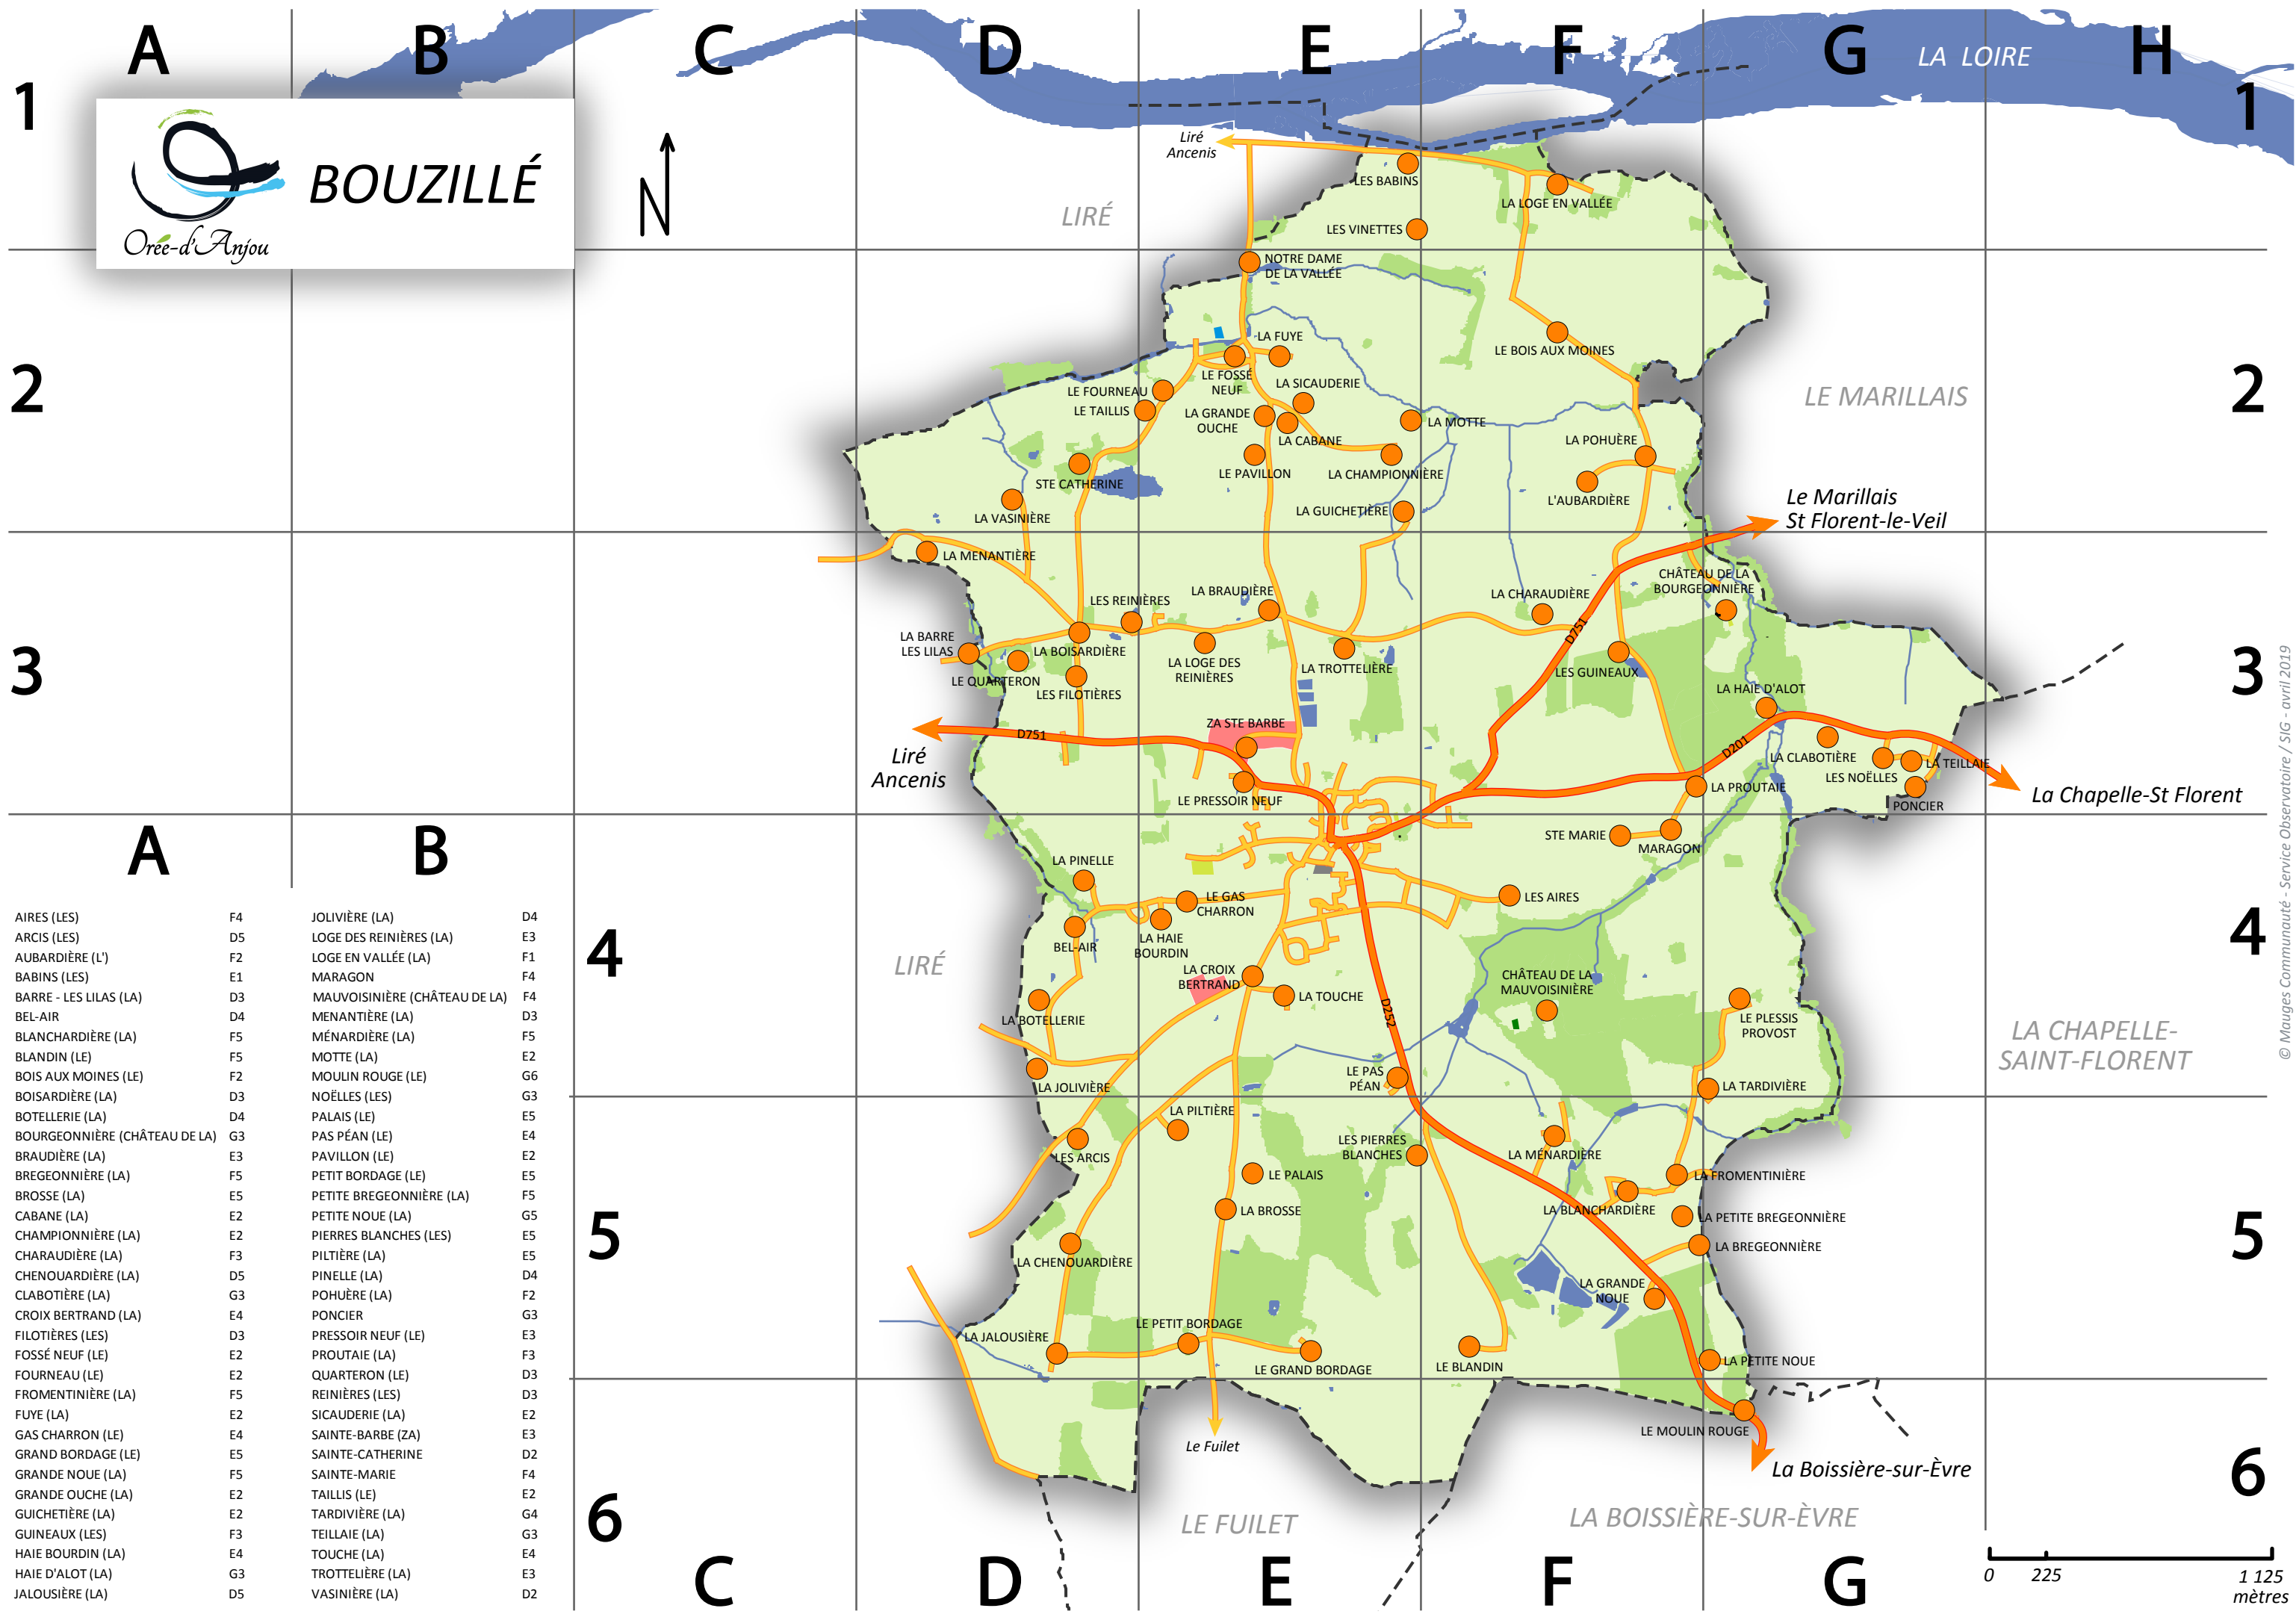 A B C D E F G H
1
1
LA LOIRE
BOUZILLÉ
Orée-d'Anjou
N
Liré
Ancenis
LIRÉ
LES BABINS
LA LOGE EN VALLÉE
LES VINETTES
NOTRE DAME
DE LA VALLÉE
2
2
LA FUYE
LE BOIS AUX MOINES
LE FOSSÉ
NEUF
LE FOURNEAU
LE TAILLIS
LA SICAUDERIE
LE MARILLAIS
LA GRANDE
OUCHE
LA CABANE
LA MOTTE
LA POHUÈRE
LE PAVILLON
LA CHAMPIONNIÈRE
STE CATHERINE
L'AUBARDIÈRE
LA VASINIÈRE
LA GUICHETIÈRE
Le Marillais
St Florent-le-Veil
3
3
LA MENANTIÈRE
CHÂTEAU DE LA
BOURGEONNIÈRE
LES REINIÈRES
LA BRAUDIÈRE
LA CHARAUDIÈRE
D751
LA BARRE
LES LILAS
LA BOISARDIÈRE
LE QUARTERON
LES FILOTIÈRES
LA LOGE DES
REINIÈRES
LA TROTTELIÈRE
LES GUINEAUX
LA HAIE D'ALOT
ZA STE BARBE
D751
D201
Liré
Ancenis
LA CLABOTIÈRE
LES NOËLLES
LA TEILLAIE
LE PRESSOIR NEUF
LA PROUTAIE
PONCIER
La Chapelle-St Florent
© Mauges Communauté - Service Observatoire / SIG - avril 2019
4
4
STE MARIE
MARAGON
LA PINELLE
LE GAS
CHARRON
LES AIRES
BEL-AIR
LA HAIE
BOURDIN
LIRÉ
LA CROIX
BERTRAND
LA TOUCHE
CHÂTEAU DE LA
MAUVOISINIÈRE
D252
LA BOTELLERIE
LE PLESSIS
PROVOST
LA CHAPELLE-
SAINT-FLORENT
LE PAS
PÉAN
LA JOLIVIÈRE
LA TARDIVIÈRE
5
5
LA PILTIÈRE
LES ARCIS
LES PIERRES
BLANCHES
LA MÉNARDIÈRE
LE PALAIS
LA FROMENTINIÈRE
LA BROSSE
LA BLANCHARDIÈRE
LA PETITE BREGEONNIÈRE
LA BREGEONNIÈRE
LA CHENOUARDIÈRE
LA GRANDE
NOUE
LE PETIT BORDAGE
LA JALOUSIÈRE
LE GRAND BORDAGE
LE BLANDIN
LA PETITE NOUE
6
6
LE MOULIN ROUGE
Le Fuilet
La Boissière-sur-Èvre
LE FUILET
LA BOISSIÈRE-SUR-ÈVRE
C D E F G
0 225 1 125
mètres
A B
AIRES (LES) F4
ARCIS (LES) D5
AUBARDIÈRE (L') F2
BABINS (LES) E1
BARRE - LES LILAS (LA) D3
BEL-AIR D4
BLANCHARDIÈRE (LA) F5
BLANDIN (LE) F5
BOIS AUX MOINES (LE) F2
BOISARDIÈRE (LA) D3
BOTELLERIE (LA) D4
BOURGEONNIÈRE (CHÂTEAU DE LA) G3
BRAUDIÈRE (LA) E3
BREGEONNIÈRE (LA) F5
BROSSE (LA) E5
CABANE (LA) E2
CHAMPIONNIÈRE (LA) E2
CHARAUDIÈRE (LA) F3
CHENOUARDIÈRE (LA) D5
CLABOTIÈRE (LA) G3
CROIX BERTRAND (LA) E4
FILOTIÈRES (LES) D3
FOSSÉ NEUF (LE) E2
FOURNEAU (LE) E2
FROMENTINIÈRE (LA) F5
FUYE (LA) E2
GAS CHARRON (LE) E4
GRAND BORDAGE (LE) E5
GRANDE NOUE (LA) F5
GRANDE OUCHE (LA) E2
GUICHETIÈRE (LA) E2
GUINEAUX (LES) F3
HAIE BOURDIN (LA) E4
HAIE D'ALOT (LA) G3
JALOUSIÈRE (LA) D5
JOLIVIÈRE (LA) D4
LOGE DES REINIÈRES (LA) E3
LOGE EN VALLÉE (LA) F1
MARAGON F4
MAUVOISINIÈRE (CHÂTEAU DE LA) F4
MENANTIÈRE (LA) D3
MÉNARDIÈRE (LA) F5
MOTTE (LA) E2
MOULIN ROUGE (LE) G6
NOËLLES (LES) G3
PALAIS (LE) E5
PAS PÉAN (LE) E4
PAVILLON (LE) E2
PETIT BORDAGE (LE) E5
PETITE BREGEONNIÈRE (LA) F5
PETITE NOUE (LA) G5
PIERRES BLANCHES (LES) E5
PILTIÈRE (LA) E5
PINELLE (LA) D4
POHUÈRE (LA) F2
PONCIER G3
PRESSOIR NEUF (LE) E3
PROUTAIE (LA) F3
QUARTERON (LE) D3
REINIÈRES (LES) D3
SICAUDERIE (LA) E2
SAINTE-BARBE (ZA) E3
SAINTE-CATHERINE D2
SAINTE-MARIE F4
TAILLIS (LE) E2
TARDIVIÈRE (LA) G4
TEILLAIE (LA) G3
TOUCHE (LA) E4
TROTTELIÈRE (LA) E3
VASINIÈRE (LA) D2